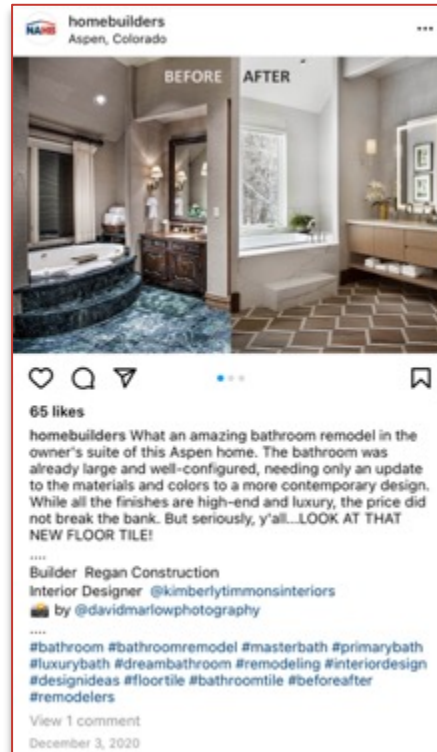 NAHB
homebuilders
Aspen, Colorado
BEFORE AFTER
65 likes
homebuilders What an amazing bathroom remodel in the
owner's suite of this Aspen home. The bathroom was
already large and well-configured, needing only an update
to the materials and colors to a more contemporary design.
While all the finishes are high-end and luxury, the price did
not break the bank. But seriously, y'all...LOOK AT THAT
NEW FLOOR TILE!
....
Builder Regan Construction
Interior Designer @kimberlytimmonsinteriors
📸 by @davidmarlowphotography
....
#bathroom #bathroomremodel #masterbath #primarybath
#luxurybath #dreambathroom #remodeling #interiordesign
#designideas #floortile #bathroomtile #beforeafter
#remodelers
View 1 comment
December 3, 2020